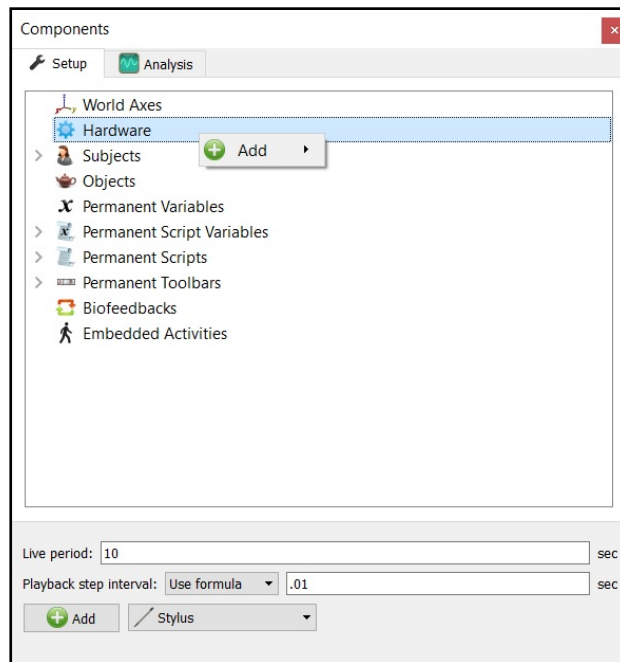 Components
Setup Analysis
World Axes
Hardware
Add
Subjects
Objects
x Permanent Variables
Permanent Script Variables
Permanent Scripts
Permanent Toolbars
Biofeedbacks
Embedded Activities
Live period: 10 sec
Playback step interval: Use formula .01 sec
Add Stylus